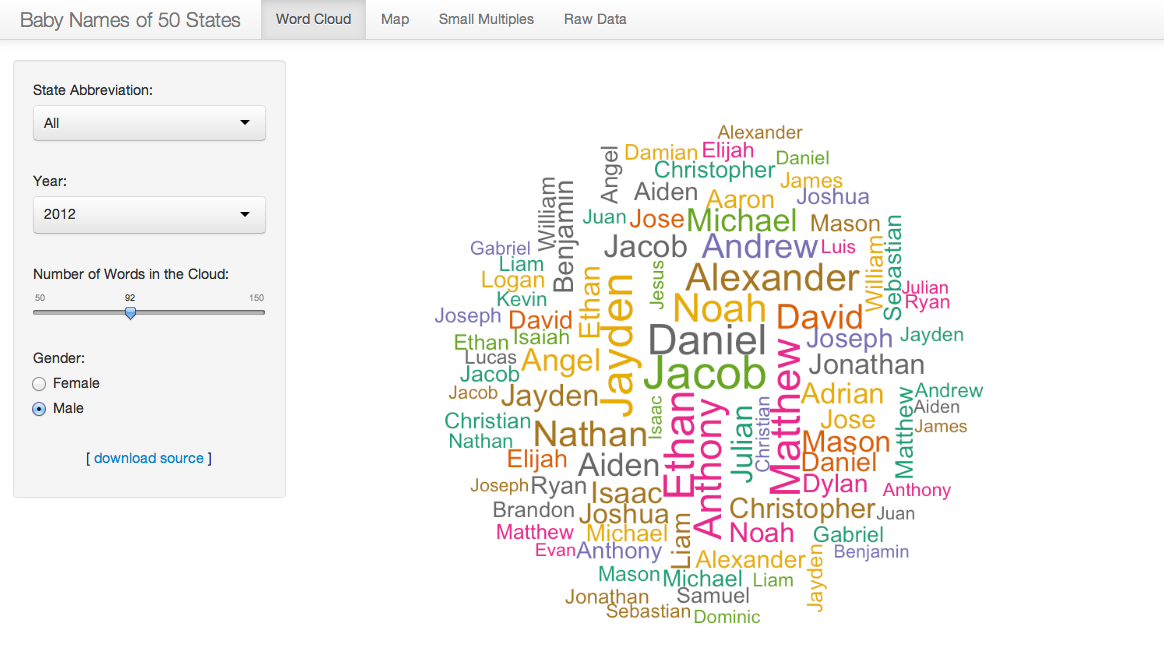 Baby Names of 50 States Word Cloud Map Small Multiples Raw Data
State Abbreviation:
All
Year:
2012
Number of Words in the Cloud:
50 92 150
Gender:
Female
Male
[ download source ]
Alexander
Damian Elijah
Daniel
Angel
Christopher
James
Aiden
Aaron
Joshua
William
Benjamin
Juan
Jose
Michael
Mason
Gabriel
Jacob
Andrew
Luis
William
Sebastian
Liam
Logan
Ethan
Jesus
Alexander
Julian
Kevin
Jayden
Noah
Ryan
Joseph
David
David
Ethan
Isaiah
Daniel
Joseph
Jayden
Lucas
Angel
Jonathan
Jacob
Jacob
Jacob
Jayden
Matthew
Adrian
Andrew
Christian
Isaac
Ethan
Anthony
Julian
Christian
Jose
Matthew
Aiden
James
Nathan
Nathan
Mason
Elijah
Aiden
Daniel
Joseph
Ryan
Isaac
Dylan
Anthony
Brandon
Joshua
Christopher
Juan
Matthew
Michael
Liam
Noah
Gabriel
Evan
Anthony
Alexander
Benjamin
Mason
Michael
Liam
Jayden
Jonathan
Samuel
Sebastian
Dominic